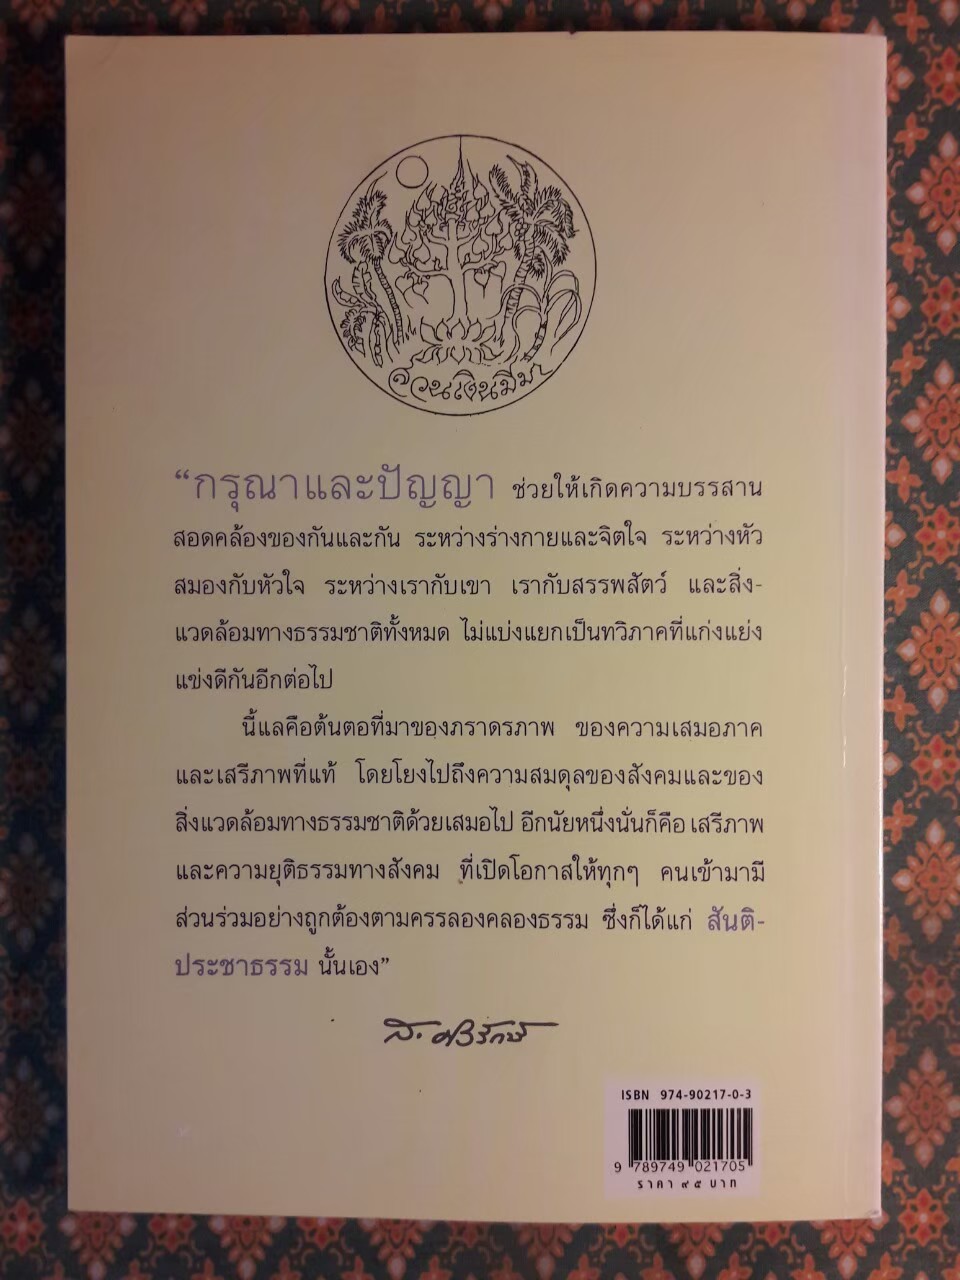 สวนเงินมีมา
“กรุณาและปัญญา ช่วยให้เกิดความบรรสาน
สอดคล้องของกันและกัน ระหว่างร่างกายและจิตใจ ระหว่างหัว
สมองกับหัวใจ ระหว่างเรากับเขา เรากับสรรพสัตว์ และสิ่ง-
แวดล้อมทางธรรมชาติทั้งหมด ไม่แบ่งแยกเป็นทวิภาคที่แก่งแย่ง
แข่งดีกันอีกต่อไป
นี้แลคือต้นตอที่มาของภราดรภาพ ของความเสมอภาค
และเสรีภาพที่แท้ โดยโยงไปถึงความสมดุลของสังคมและของ
สิ่งแวดล้อมทางธรรมชาติด้วยเสมอไป อีกนัยหนึ่งนั่นก็คือ เสรีภาพ
และความยุติธรรมทางสังคม ที่เปิดโอกาสให้ทุกๆ คนเข้ามามี
ส่วนร่วมอย่างถูกต้องตามครรลองคลองธรรม ซึ่งก็ได้แก่ สันติ-
ประชาธรรม นั้นเอง”
ส. ศิวรักษ์
ISBN 974-90217-0-3
9 789749 021705
ราคา ๙๕ บาท